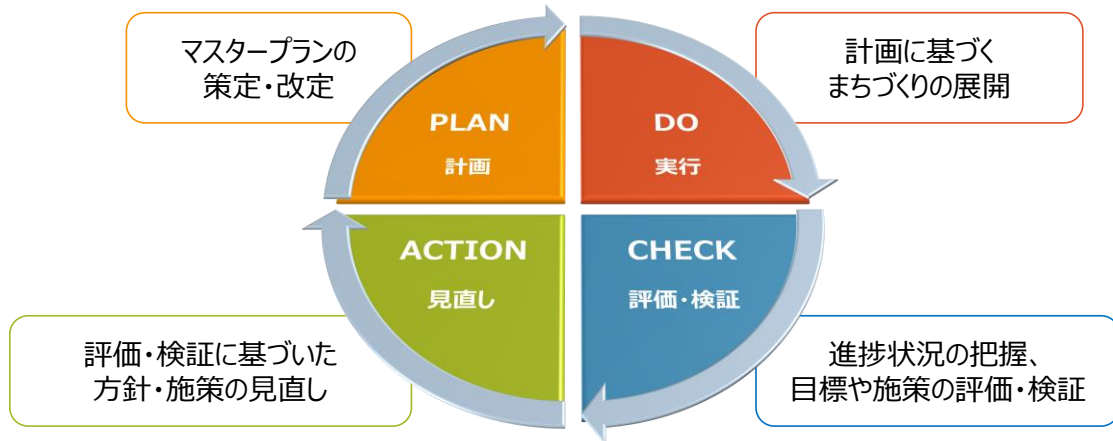 マスタープランの
策定・改定
計画に基づく
まちづくりの展開
PLAN
計画
DO
実行
ACTION
見直し
CHECK
評価・検証
評価・検証に基づいた
方針・施策の見直し
進捗状況の把握、
目標や施策の評価・検証